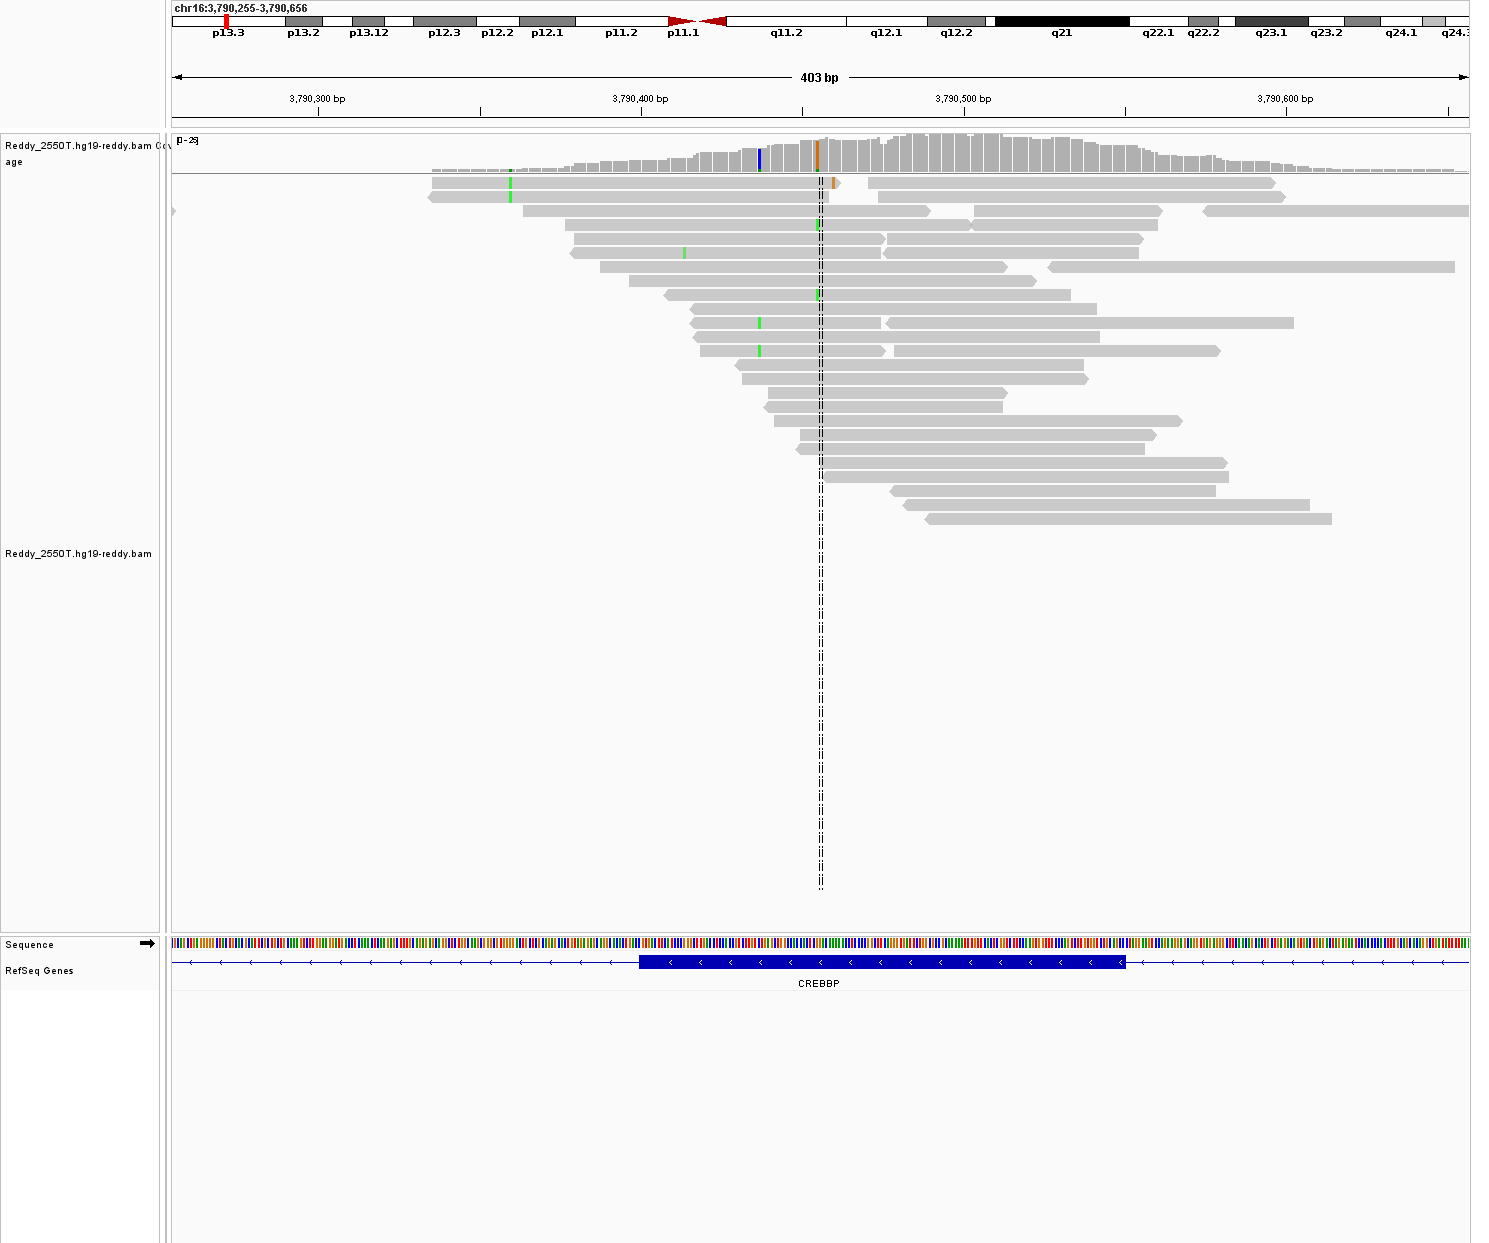 chr16:3,790,255-3,790,656
p13.3 p13.2 p13.12 p12.3 p12.2 p12.1 p11.2 p11.1 q11.2 q12.1 q12.2 q21 q22.1 q22.2 q23.1 q23.2 q24.1 q24.3
403 bp
3,790,300 bp 3,790,400 bp 3,790,500 bp 3,790,600 bp
Reddy_2550T.hg19-reddy.bam Cov
age
[0-25]
Reddy_2550T.hg19-reddy.bam
Sequence
RefSeq Genes
CREBBP